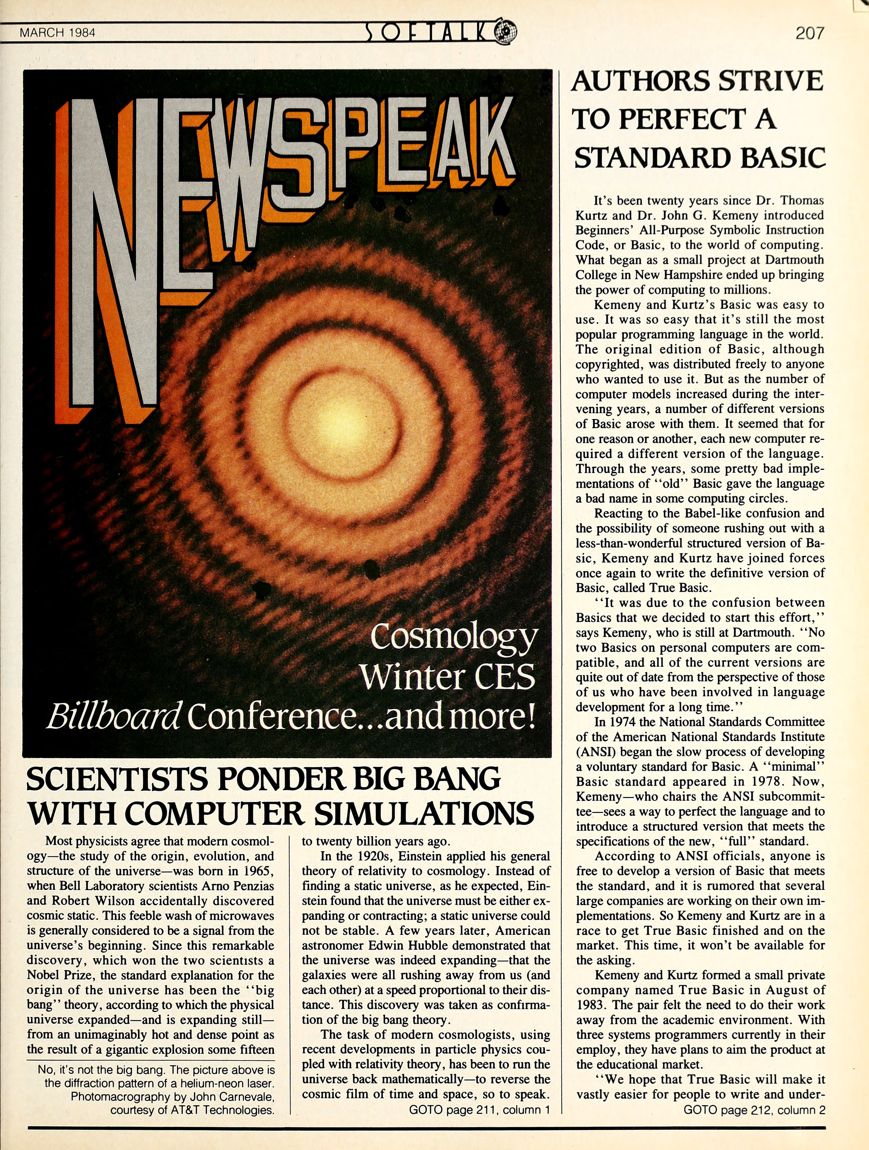 MARCH 1984
SOFTALK
207
NEWSPEAK
Cosmology
Winter CES
Billboard Conference...and more!
SCIENTISTS PONDER BIG BANG
WITH COMPUTER SIMULATIONS
Most physicists agree that modern cosmol-
ogy—the study of the origin, evolution, and
structure of the universe—was born in 1965,
when Bell Laboratory scientists Arno Penzias
and Robert Wilson accidentally discovered
cosmic static. This feeble wash of microwaves
is generally considered to be a signal from the
universe's beginning. Since this remarkable
discovery, which won the two scientists a
Nobel Prize, the standard explanation for the
origin of the universe has been the ‘‘big
bang’’ theory, according to which the physical
universe expanded—and is expanding still—
from an unimaginably hot and dense point as
the result of a gigantic explosion some fifteen
No, it's not the big bang. The picture above is
the diffraction pattern of a helium-neon laser.
Photomacrography by John Carnevale,
courtesy of AT&T Technologies.
to twenty billion years ago.
In the 1920s, Einstein applied his general
theory of relativity to cosmology. Instead of
finding a static universe, as he expected, Ein-
stein found that the universe must be either ex-
panding or contracting; a static universe could
not be stable. A few years later, American
astronomer Edwin Hubble demonstrated that
the universe was indeed expanding—that the
galaxies were all rushing away from us (and
each other) at a speed proportional to their dis-
tance. This discovery was taken as confirma-
tion of the big bang theory.
The task of modern cosmologists, using
recent developments in particle physics cou-
pled with relativity theory, has been to run the
universe back mathematically—to reverse the
cosmic film of time and space, so to speak.
GOTO page 211, column 1
AUTHORS STRIVE
TO PERFECT A
STANDARD BASIC
It's been twenty years since Dr. Thomas
Kurtz and Dr. John G. Kemeny introduced
Beginners' All-Purpose Symbolic Instruction
Code, or Basic, to the world of computing.
What began as a small project at Dartmouth
College in New Hampshire ended up bringing
the power of computing to millions.
Kemeny and Kurtz's Basic was easy to
use. It was so easy that it's still the most
popular programming language in the world.
The original edition of Basic, although
copyrighted, was distributed freely to anyone
who wanted to use it. But as the number of
computer models increased during the inter-
vening years, a number of different versions
of Basic arose with them. It seemed that for
one reason or another, each new computer re-
quired a different version of the language.
Through the years, some pretty bad imple-
mentations of ‘‘old’’ Basic gave the language
a bad name in some computing circles.
Reacting to the Babel-like confusion and
the possibility of someone rushing out with a
less-than-wonderful structured version of Ba-
sic, Kemeny and Kurtz have joined forces
once again to write the definitive version of
Basic, called True Basic.
‘‘It was due to the confusion between
Basics that we decided to start this effort,’’
says Kemeny, who is still at Dartmouth. ‘‘No
two Basics on personal computers are com-
patible, and all of the current versions are
quite out of date from the perspective of those
of us who have been involved in language
development for a long time.’’
In 1974 the National Standards Committee
of the American National Standards Institute
(ANSI) began the slow process of developing
a voluntary standard for Basic. A ‘‘minimal’’
Basic standard appeared in 1978. Now,
Kemeny—who chairs the ANSI subcommit-
tee—sees a way to perfect the language and to
introduce a structured version that meets the
specifications of the new, ‘‘full’’ standard.
According to ANSI officials, anyone is
free to develop a version of Basic that meets
the standard, and it is rumored that several
large companies are working on their own im-
plementations. So Kemeny and Kurtz are in a
race to get True Basic finished and on the
market. This time, it won't be available for
the asking.
Kemeny and Kurtz formed a small private
company named True Basic in August of
1983. The pair felt the need to do their work
away from the academic environment. With
three systems programmers currently in their
employ, they have plans to aim the product at
the educational market.
‘‘We hope that True Basic will make it
vastly easier for people to write and under-
GOTO page 212, column 2